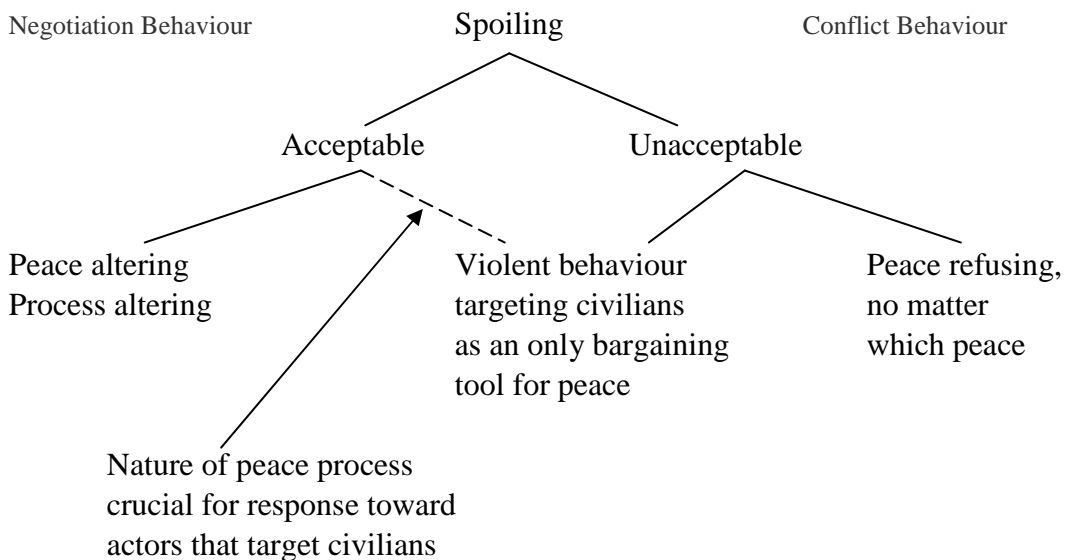 Negotiation Behaviour
Spoiling
Conflict Behaviour
Acceptable
Unacceptable
Peace altering
Process altering
Violent behaviour
targeting civilians
as an only bargaining
tool for peace
Peace refusing,
no matter
which peace
Nature of peace process
crucial for response toward
actors that target civilians